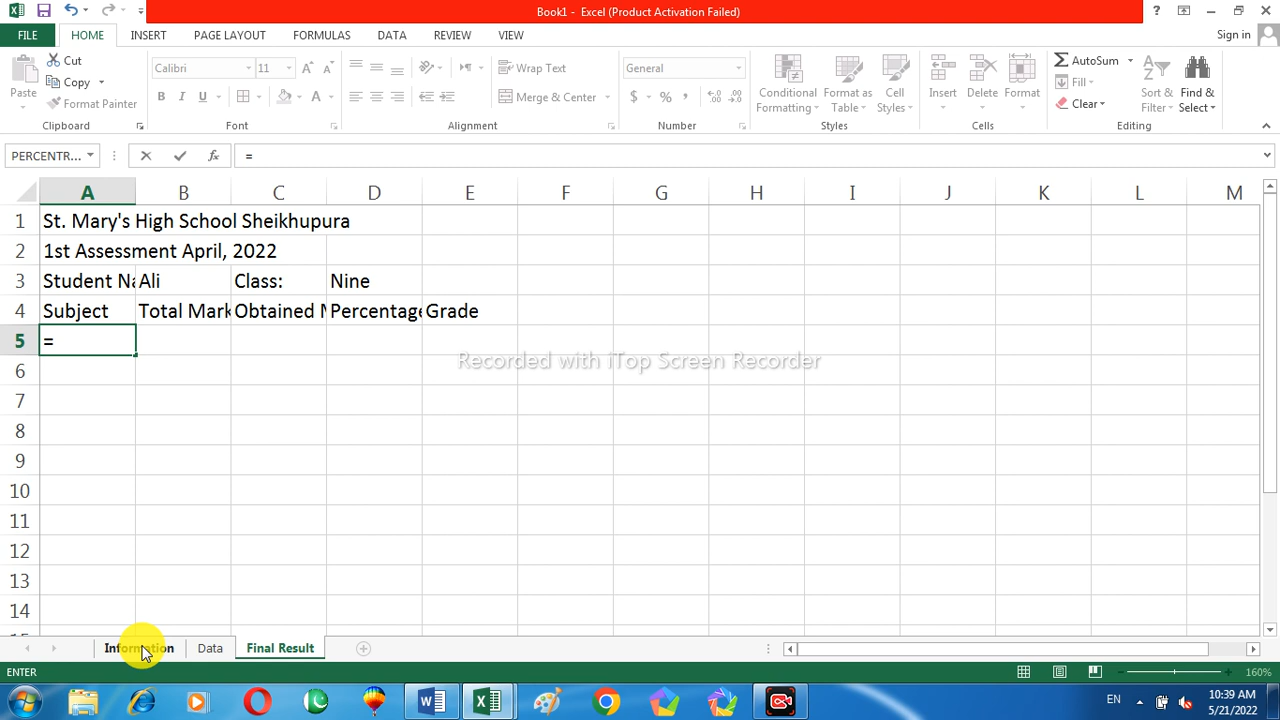 Book1 - Excel (Product Activation Failed)
FILE HOME INSERT PAGE LAYOUT FORMULAS DATA REVIEW VIEW Sign in
Paste Cut Copy Format Painter
Calibri 11
Wrap Text
Merge & Center
General
Conditional Formatting Format as Table Cell Styles
Insert Delete Format
AutoSum Fill Clear
Sort & Filter Find & Select
Clipboard Font Alignment Number Styles Cells Editing
PERCENTR... =
A B C D E F G H I J K L M
1 St. Mary's High School Sheikhupura
2 1st Assessment April, 2022
3 Student Na Ali Class: Nine
4 Subject Total Mark Obtained M Percentage Grade
5 =
6
Recorded with iTop Screen Recorder
7
8
9
10
11
12
13
14
Information Data Final Result
ENTER 160%
EN 10:39 AM
5/21/2022